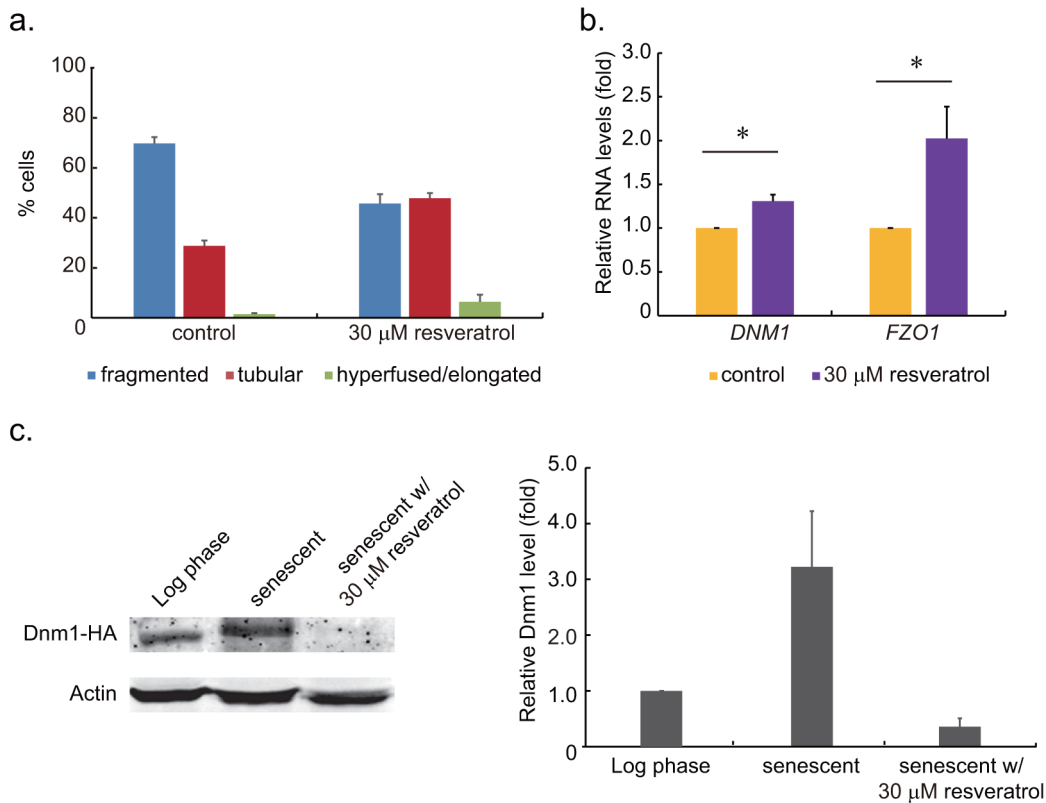 a.
% cells
100
80
60
40
20
0
control
30 μM resveratrol
fragmented
tubular
hyperfused/elongated
b.
Relative RNA levels (fold)
3.0
2.5
2.0
1.5
1.0
0.5
0
*
*
DNM1
FZO1
control
30 μM resveratrol
c.
Log phase
senescent
senescent w/
30 μM resveratrol
Dnm1-HA
Actin
Relative Dnm1 level (fold)
5.0
4.0
3.0
2.0
1.0
0
Log phase
senescent
senescent w/
30 μM resveratrol